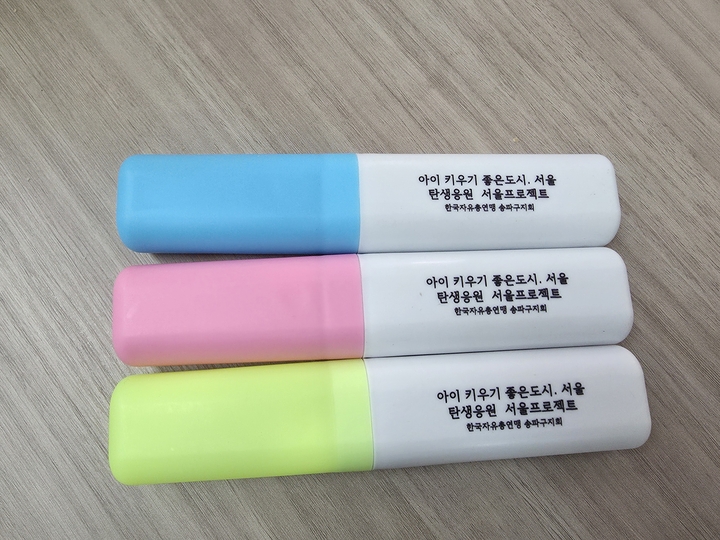 아이 키우기 좋은도시. 서울
탄생응원 서울프로젝트
한국자유총연맹 송파구지회
아이 키우기 좋은도시. 서울
탄생응원 서울프로젝트
한국자유총연맹 송파구지회
아이 키우기 좋은도시. 서울
탄생응원 서울프로젝트
한국자유총연맹 송파구지회